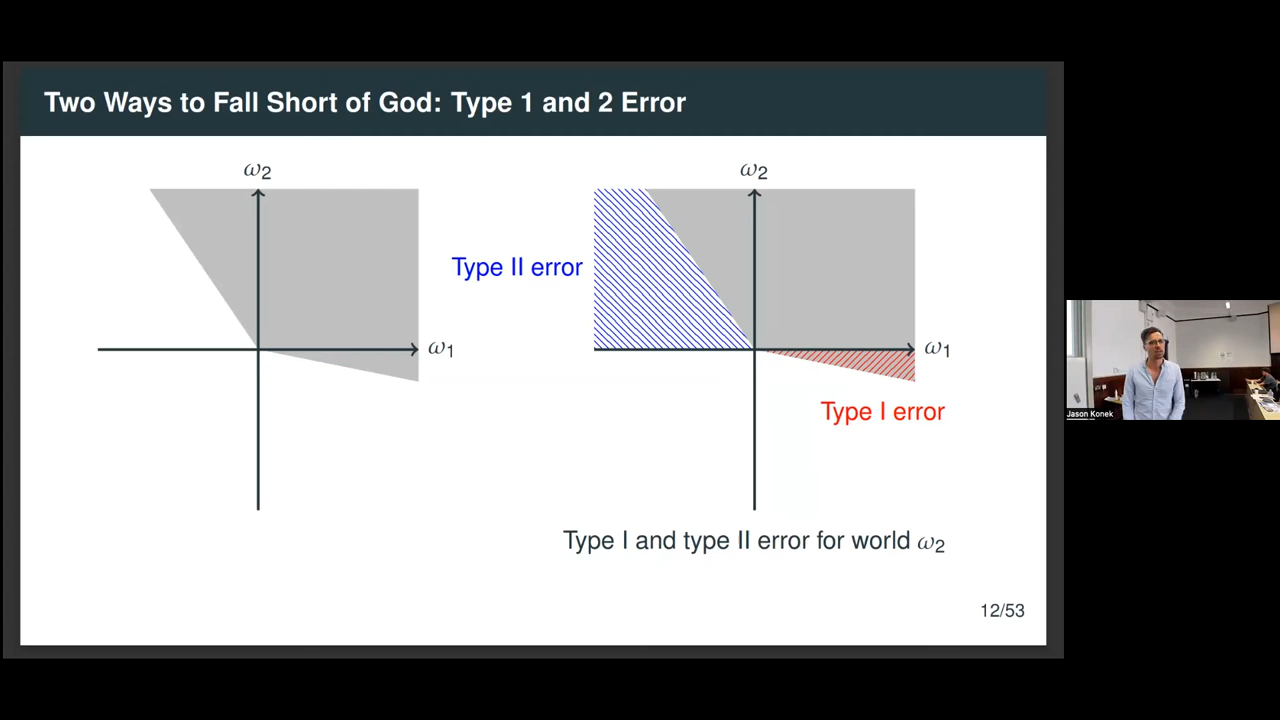 Two Ways to Fall Short of God: Type 1 and 2 Error
ω2
ω1
ω2
Type II error
ω1
Type I error
Type I and type II error for world ω2
12/53
Jason Konek